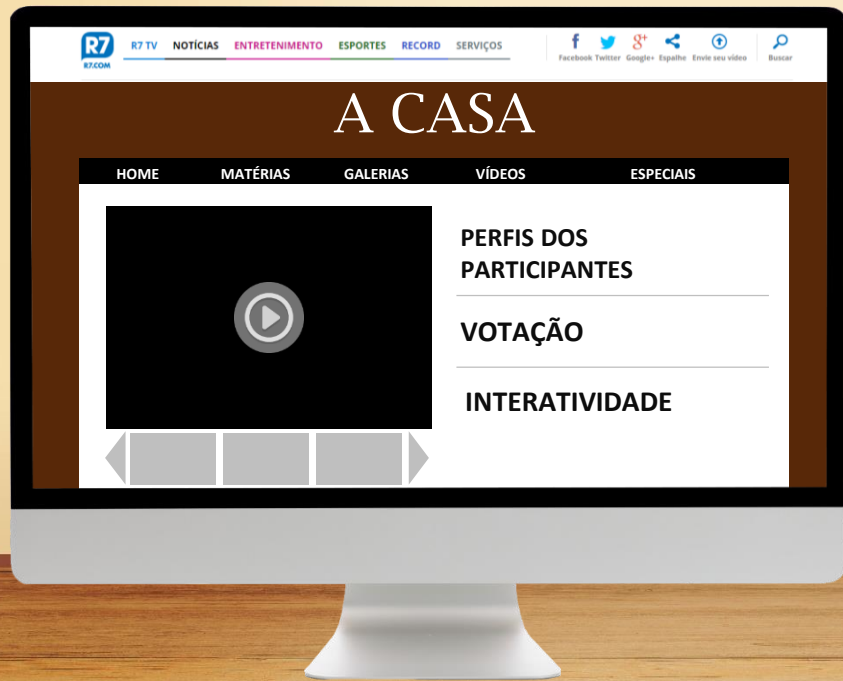 R7
R7.COM
R7 TV NOTÍCIAS ENTRETENIMENTO ESPORTES RECORD SERVIÇOS
Facebook Twitter Google+ Espalhe Envie seu vídeo Buscar
A CASA
HOME MATÉRIAS GALERIAS VÍDEOS ESPECIAIS
PERFIS DOS
PARTICIPANTES
VOTAÇÃO
INTERATIVIDADE